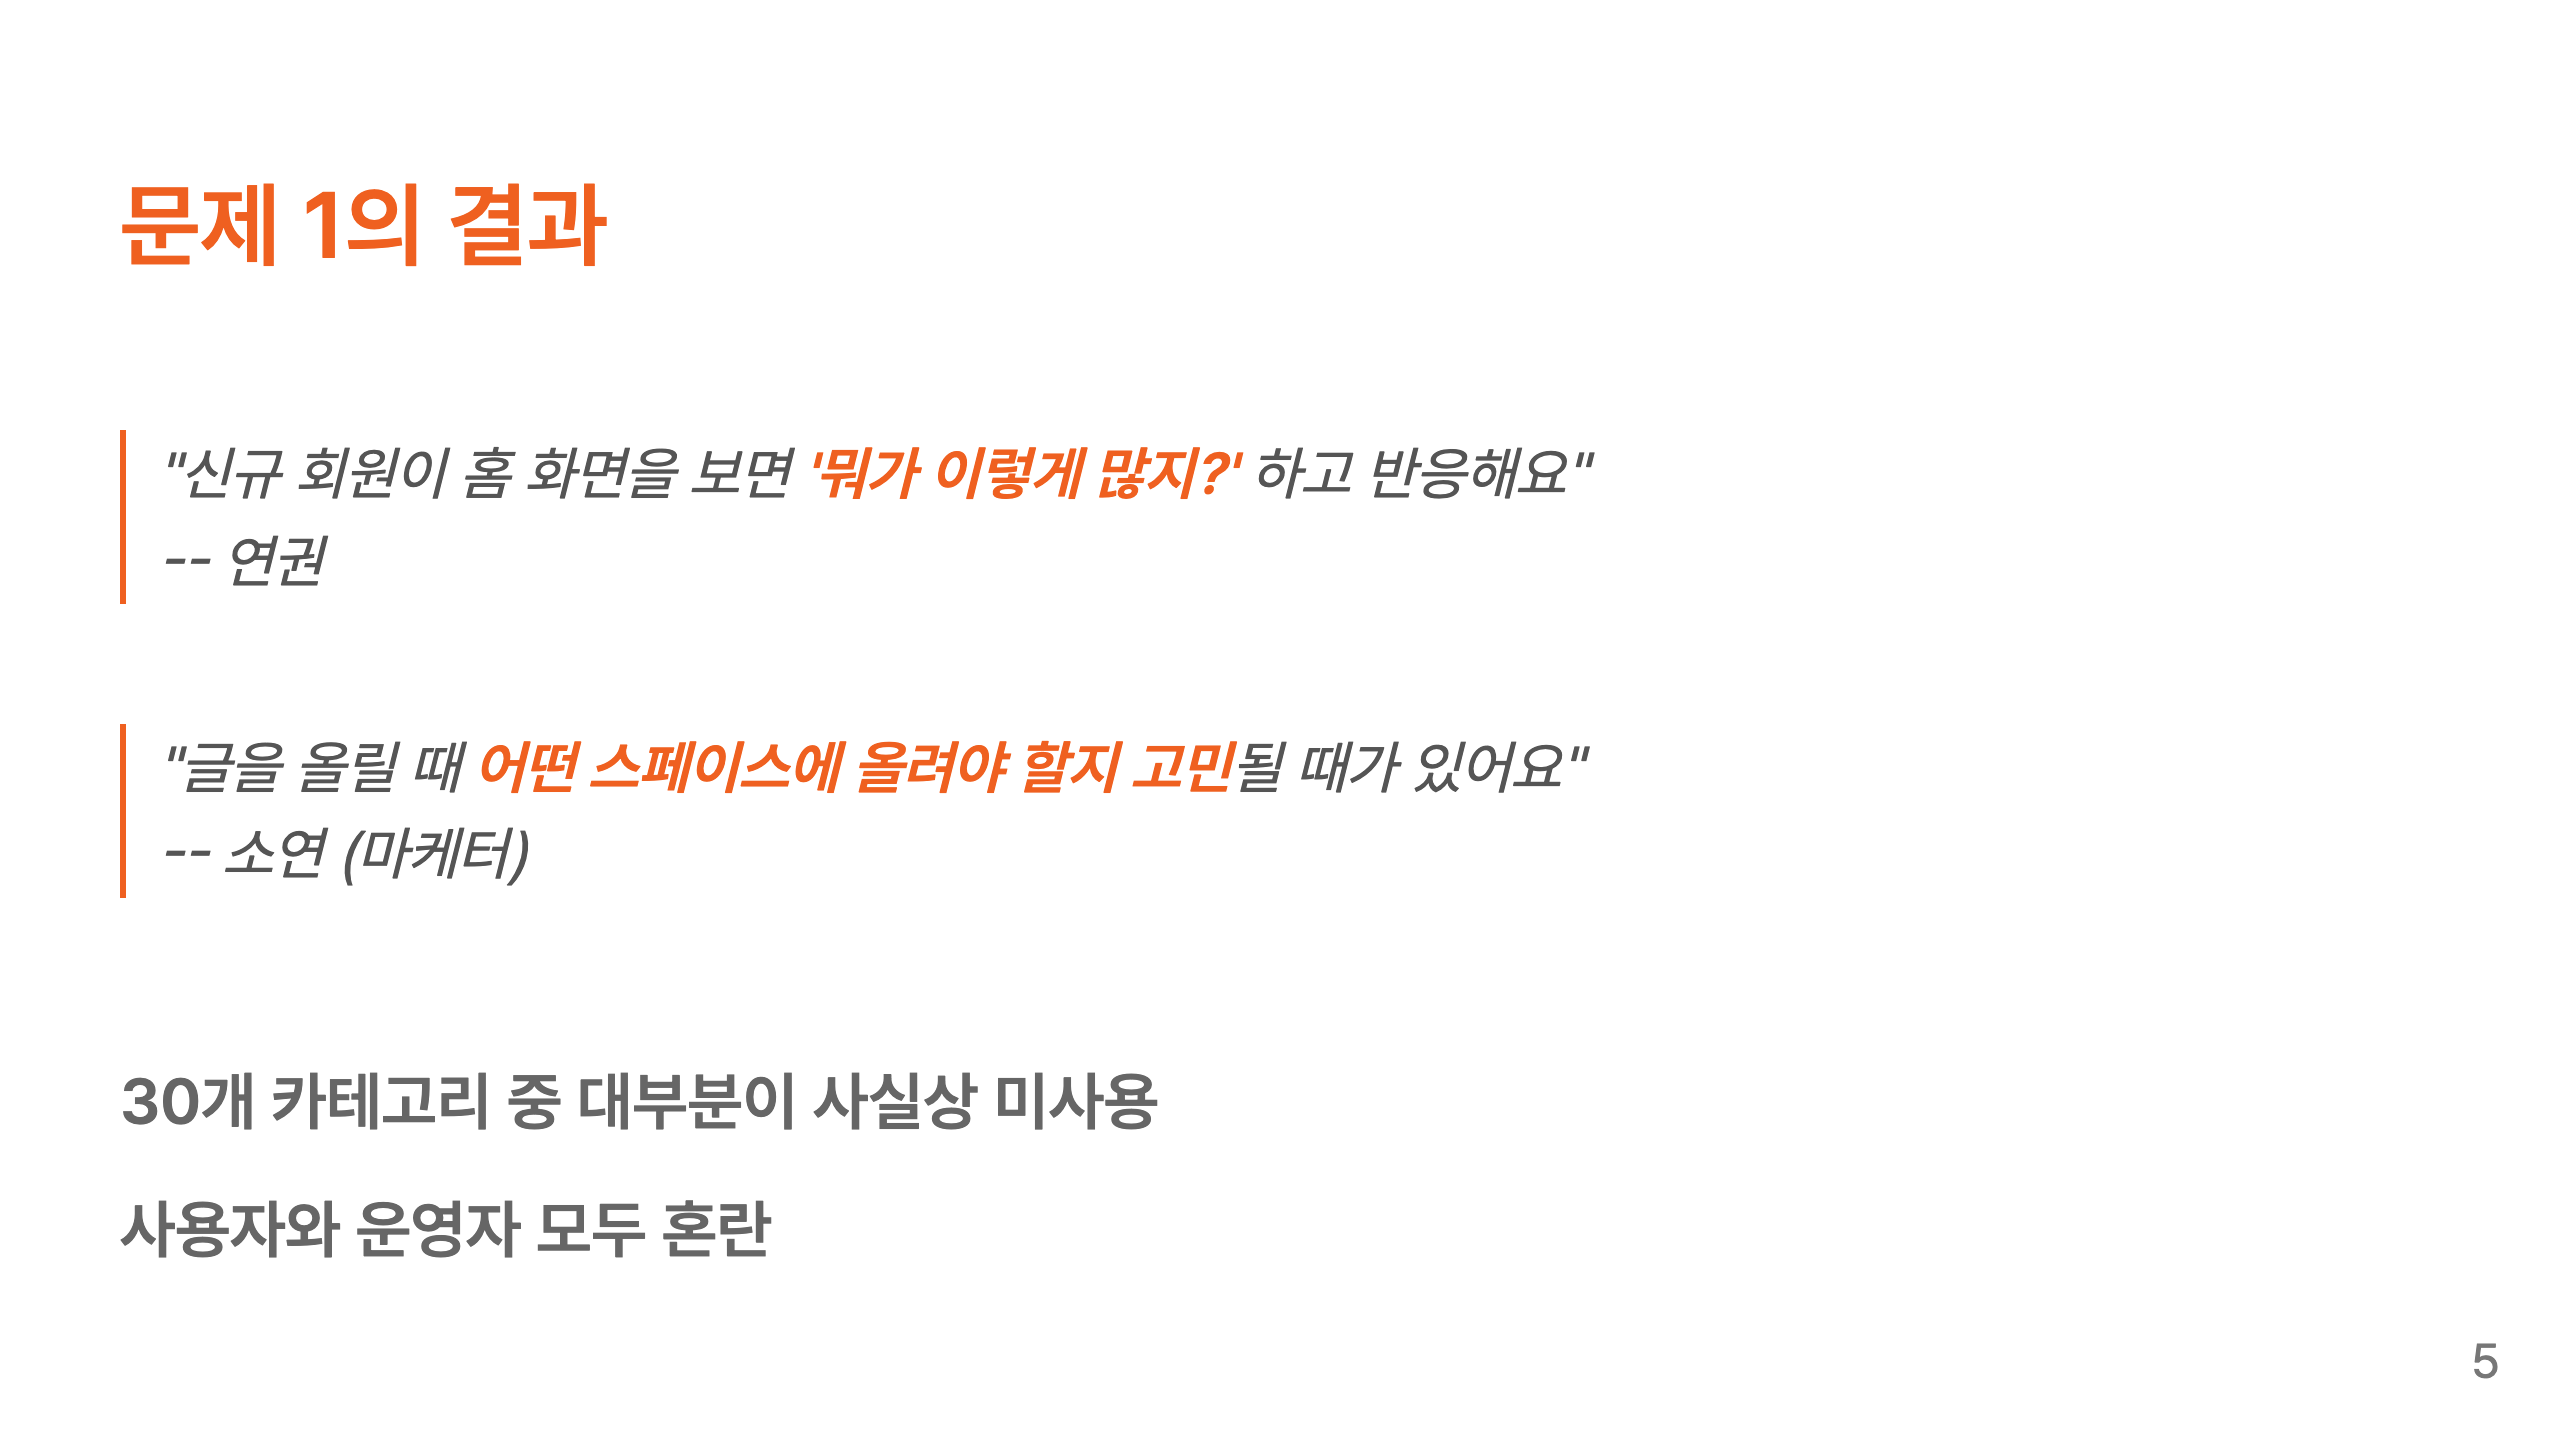 문제 1의 결과
"신규 회원이 홈 화면을 보면 '뭐가 이렇게 많지?' 하고 반응해요"
-- 연권
"글을 올릴 때 어떤 스페이스에 올려야 할지 고민될 때가 있어요"
-- 소연 (마케터)
30개 카테고리 중 대부분이 사실상 미사용
사용자와 운영자 모두 혼란
5